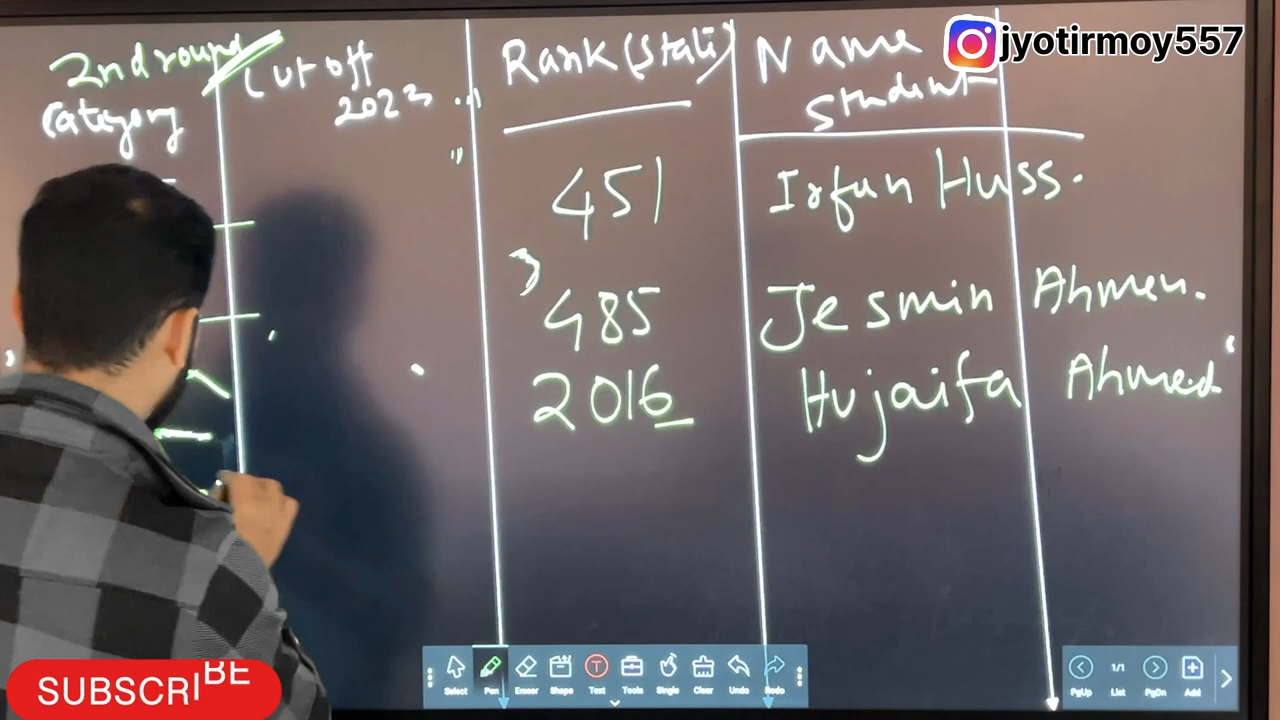 jyotirmoy557
2nd round
Category
Cut off
2023
Rank (State)
Name
Student
451
Irfan Huss.
485
Jesmin Ahmen.
2016
Hujaifa Ahmed
Select
Pen
Eraser
Shape
Text
Tools
Single
Clear
Undo
Redo
PgUp
1/1
List
PgDn
Add
SUBSCRIBE